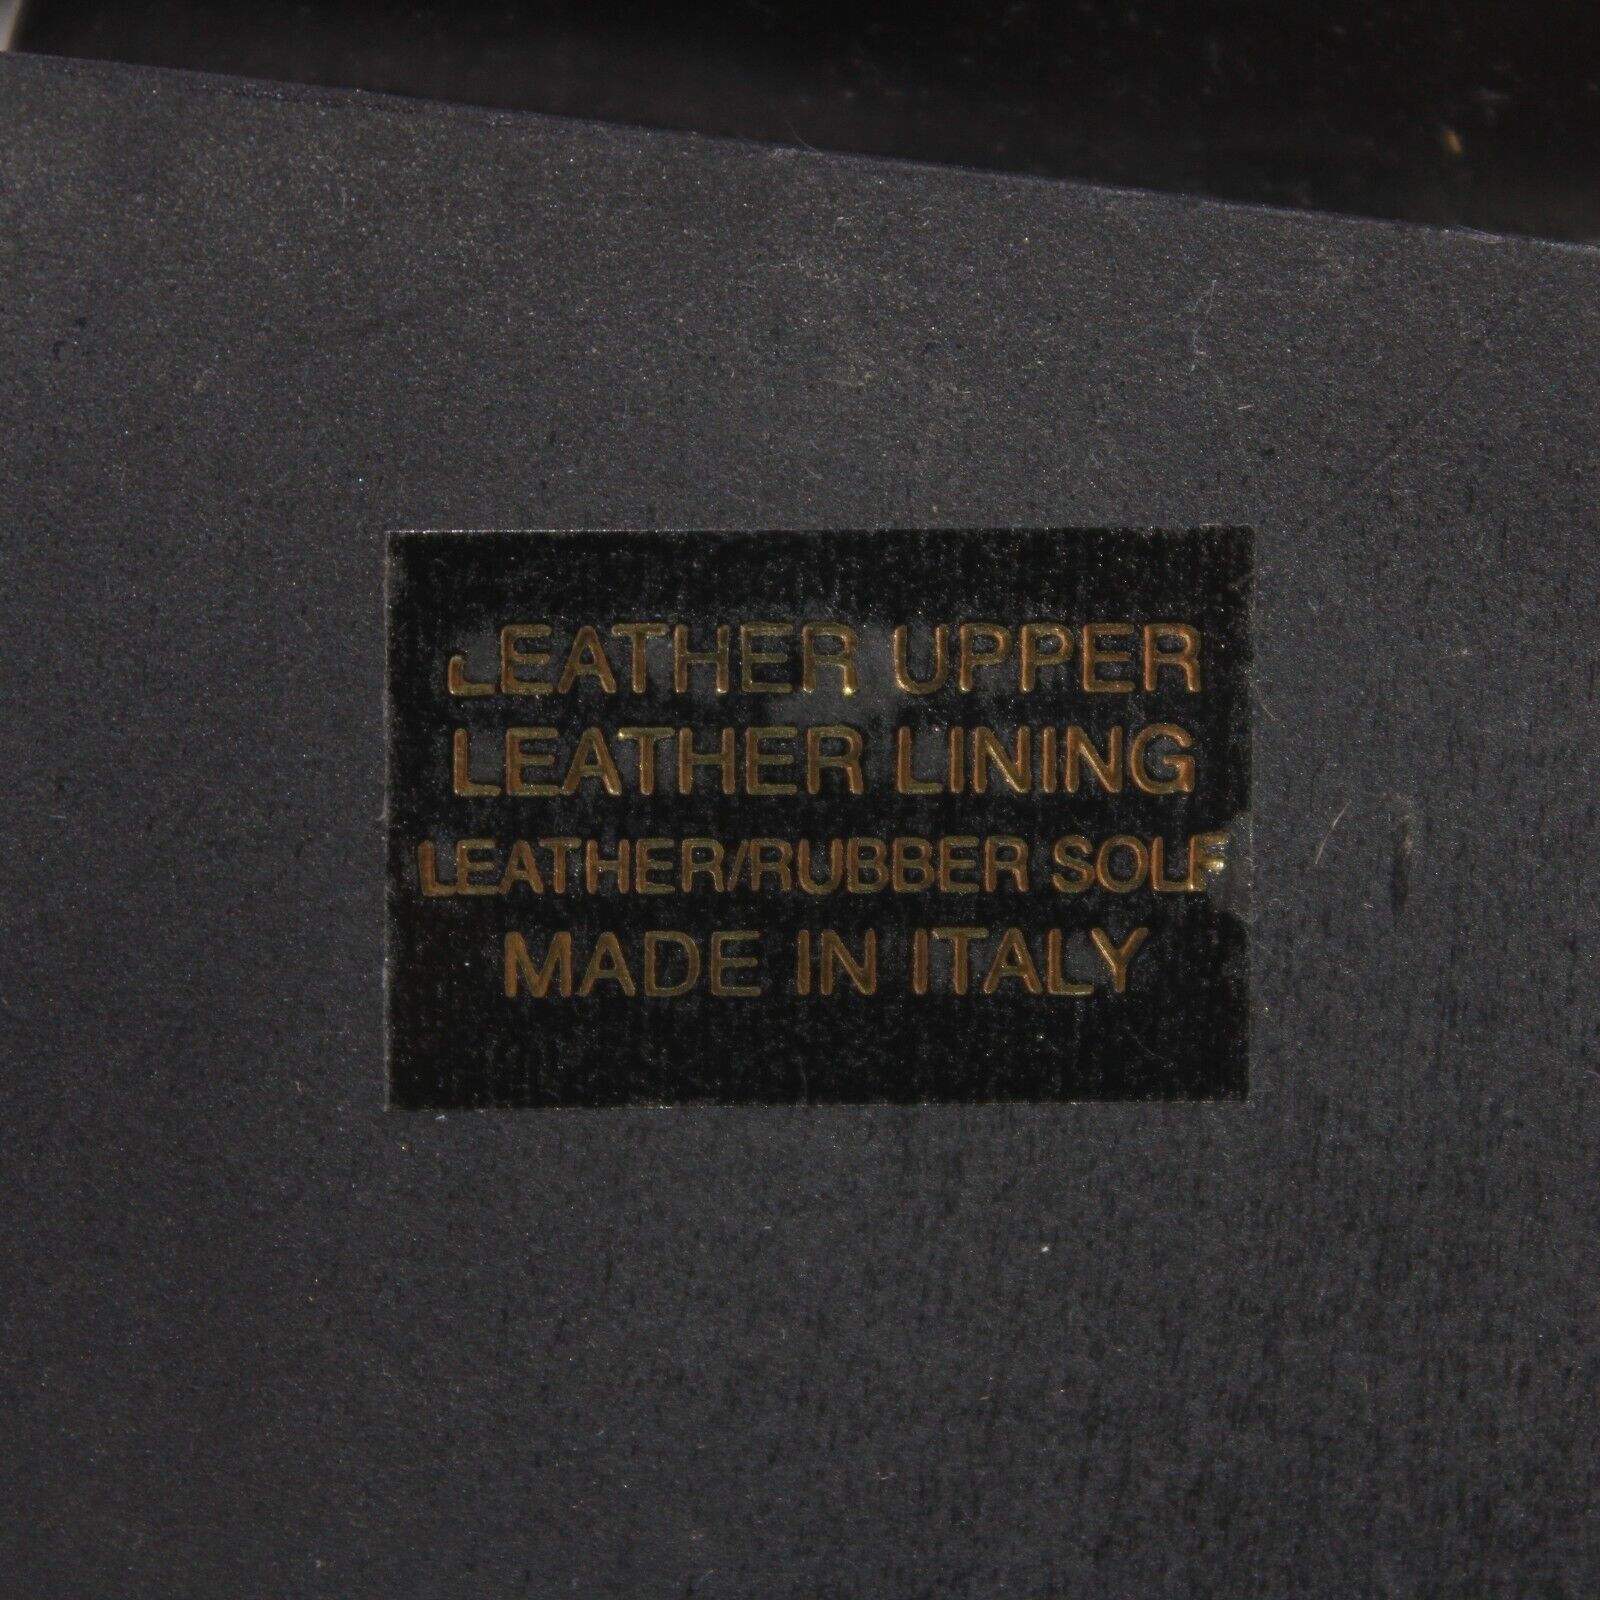 LEATHER UPPER
LEATHER LINING
LEATHER/RUBBER SOLE
MADE IN ITALY